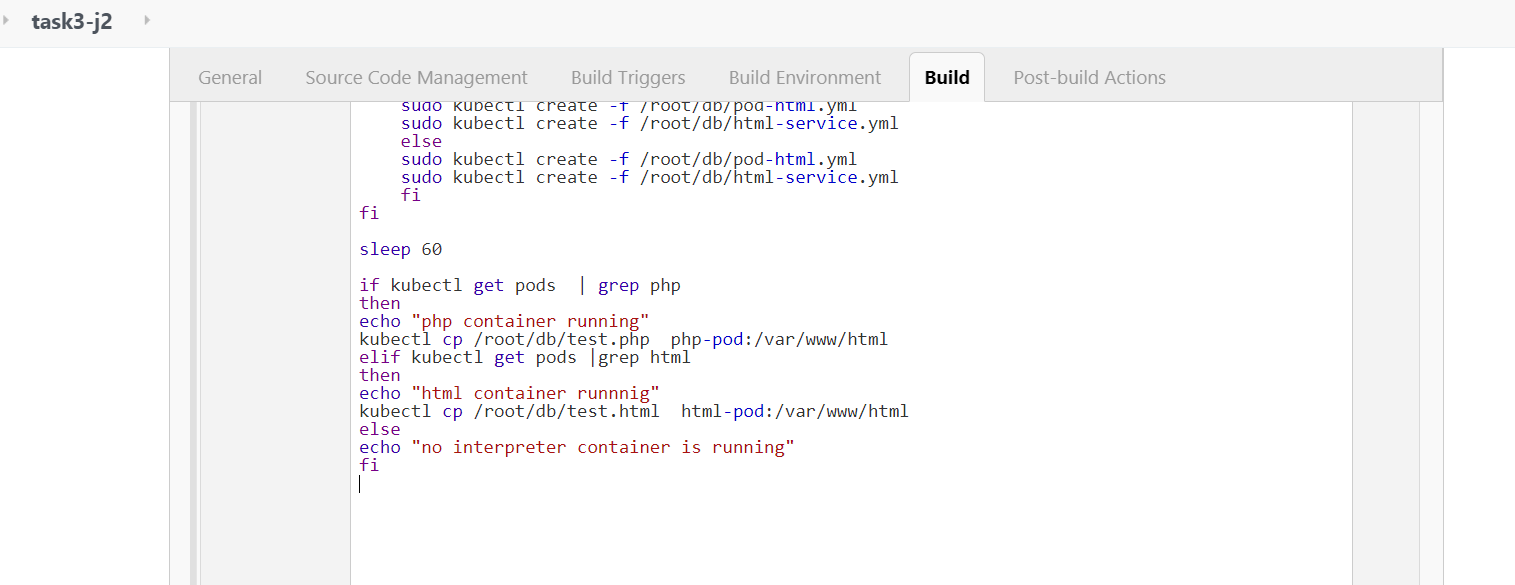 task3-j2
General Source Code Management Build Triggers Build Environment Build Post-build Actions
sudo kubectl create -f /root/db/pod-html.yml
sudo kubectl create -f /root/db/html-service.yml
else
sudo kubectl create -f /root/db/pod-html.yml
sudo kubectl create -f /root/db/html-service.yml
fi
fi
sleep 60
if kubectl get pods  | grep php
then
echo "php container running"
kubectl cp /root/db/test.php  php-pod:/var/www/html
elif kubectl get pods |grep html
then
echo "html container runnnig"
kubectl cp /root/db/test.html  html-pod:/var/www/html
else
echo "no interpreter container is running"
fi